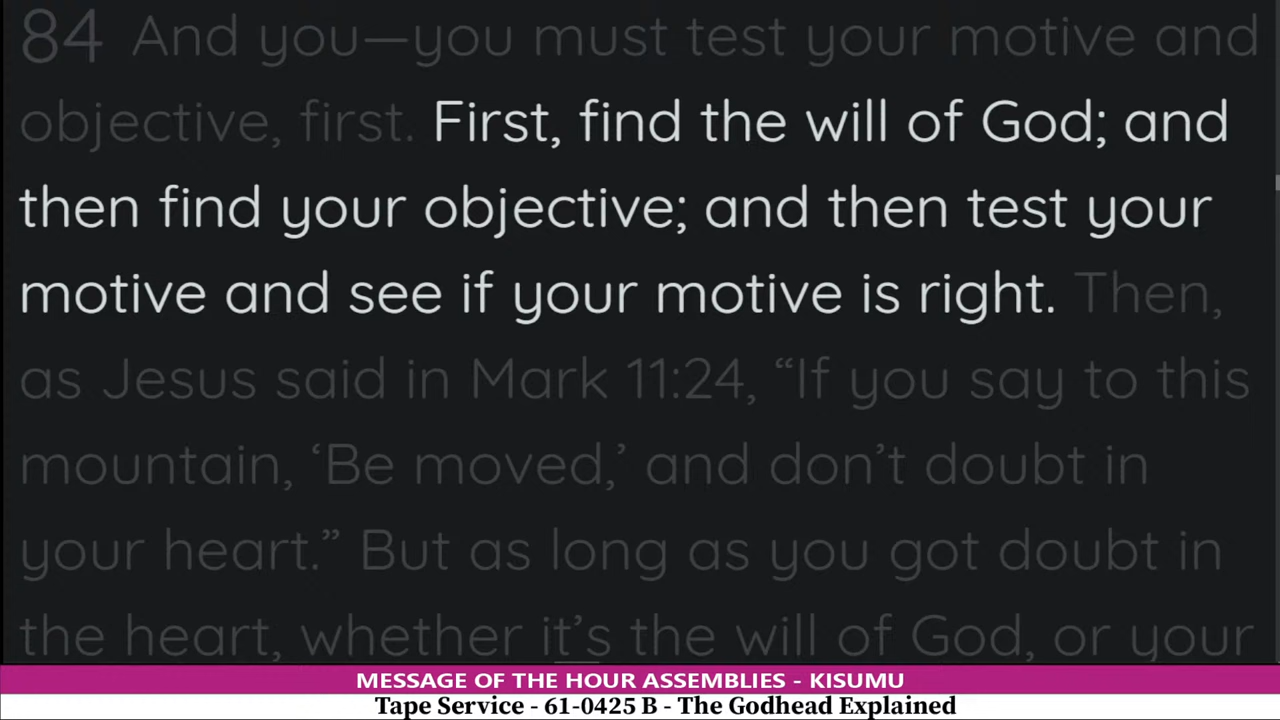 84 And you—you must test your motive and
objective, first. First, find the will of God; and
then find your objective; and then test your
motive and see if your motive is right. Then,
as Jesus said in Mark 11:24, “If you say to this
mountain, ‘Be moved,’ and don’t doubt in
your heart.” But as long as you got doubt in
the heart, whether it’s the will of God, or your
MESSAGE OF THE HOUR ASSEMBLIES - KISUMU
Tape Service - 61-0425 B - The Godhead Explained